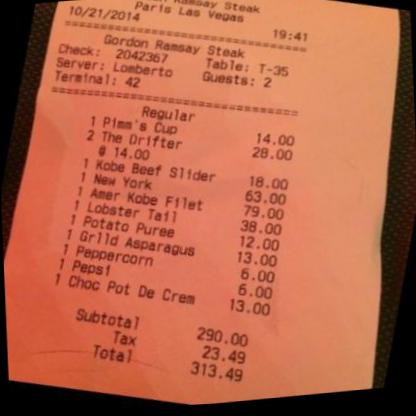 Ramsay Steak
Paris Las Vegas
10/21/2014 19:41
Gordon Ramsay Steak
Check: 2042367 Table: T-35
Server: Lomberto Guests: 2
Terminal: 42
Regular
1 Pimm's Cup 14.00
2 The Drifter 28.00
@ 14.00
1 Kobe Beef Slider 18.00
1 New York 63.00
1 Amer Kobe Filet 79.00
1 Lobster Tail 38.00
1 Potato Puree 12.00
1 Grlld Asparagus 13.00
1 Peppercorn 6.00
1 Pepsi 6.00
1 Choc Pot De Crem 13.00
Subtotal 290.00
Tax 23.49
Total 313.49